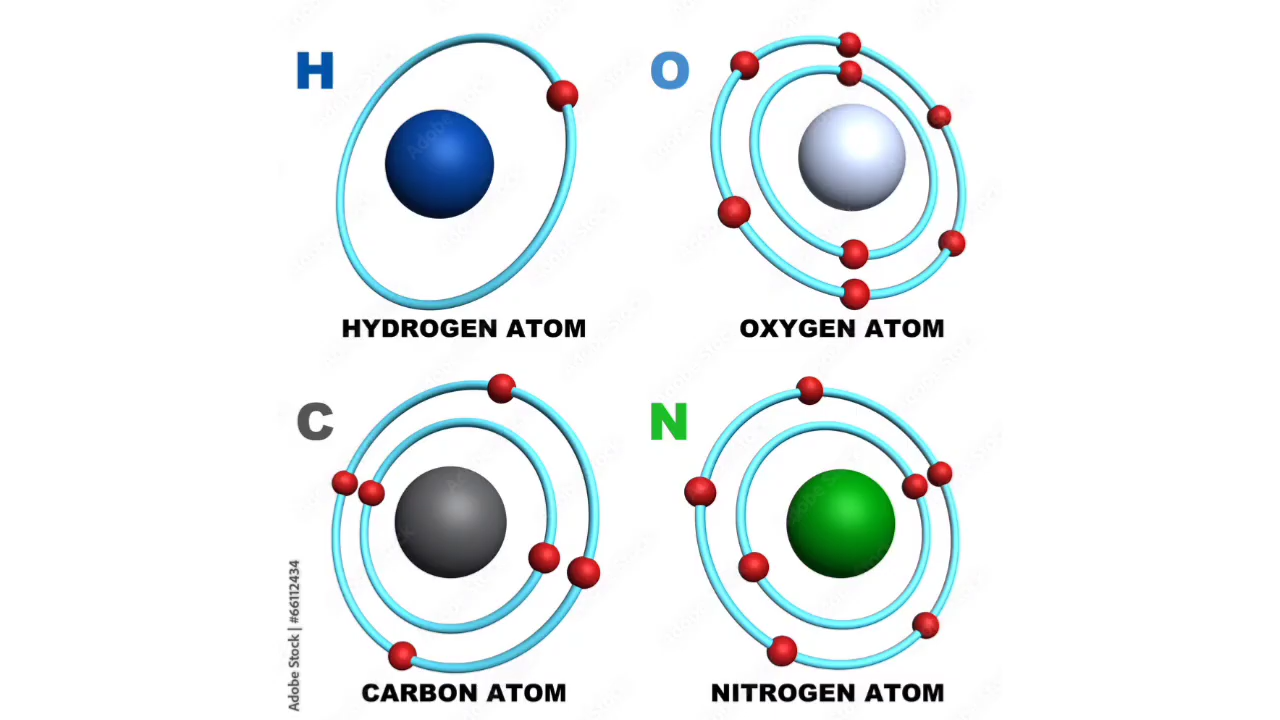 H
O
HYDROGEN ATOM
OXYGEN ATOM
C
N
CARBON ATOM
NITROGEN ATOM
Adobe Stock | #66112434